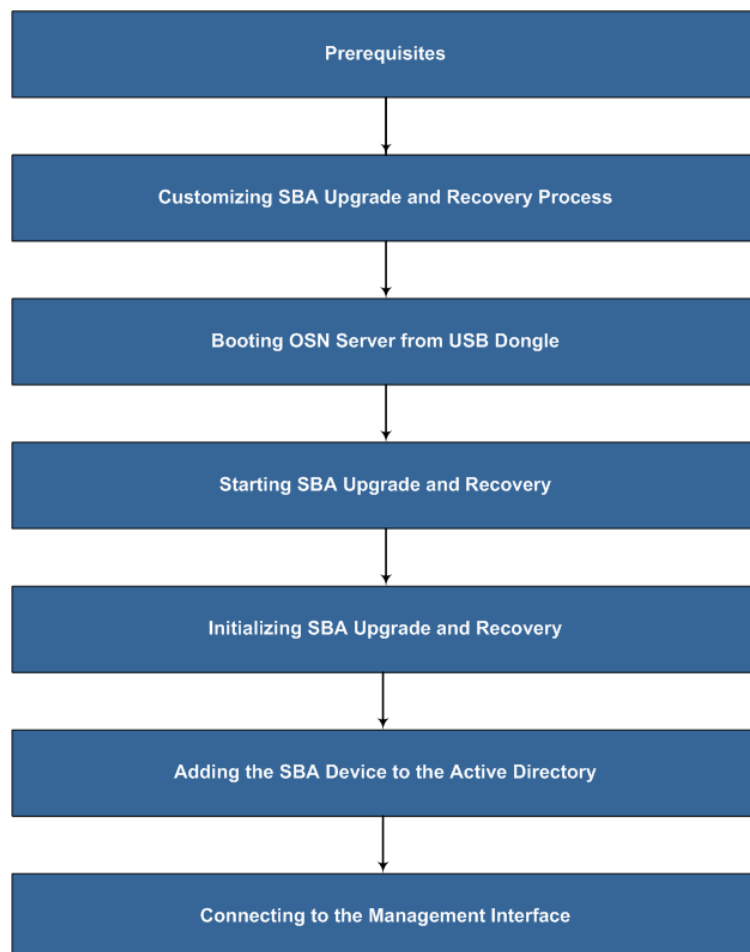 Prerequisites
Customizing SBA Upgrade and Recovery Process
Booting OSN Server from USB Dongle
Starting SBA Upgrade and Recovery
Initializing SBA Upgrade and Recovery
Adding the SBA Device to the Active Directory
Connecting to the Management Interface